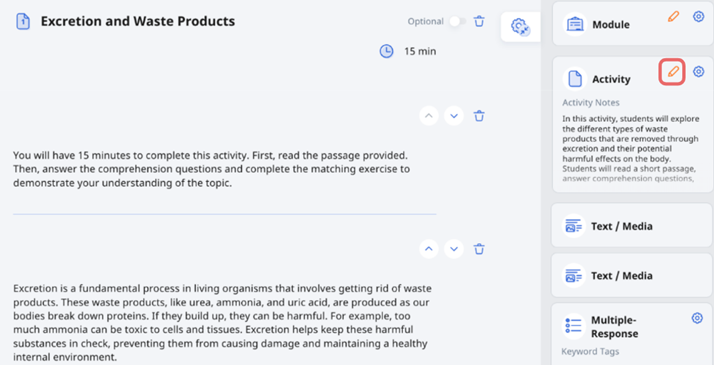 1
Excretion and Waste Products
Optional
15 min
You will have 15 minutes to complete this activity. First, read the passage provided.
Then, answer the comprehension questions and complete the matching exercise to
demonstrate your understanding of the topic.
Excretion is a fundamental process in living organisms that involves getting rid of waste
products. These waste products, like urea, ammonia, and uric acid, are produced as our
bodies break down proteins. If they build up, they can be harmful. For example, too
much ammonia can be toxic to cells and tissues. Excretion helps keep these harmful
substances in check, preventing them from causing damage and maintaining a healthy
internal environment.
Module
Activity
Activity Notes
In this activity, students will explore
the different types of waste
products that are removed through
excretion and their potential
harmful effects on the body.
Students will read a short passage,
answer comprehension questions,
Text / Media
Text / Media
Multiple-
Response
Keyword Tags